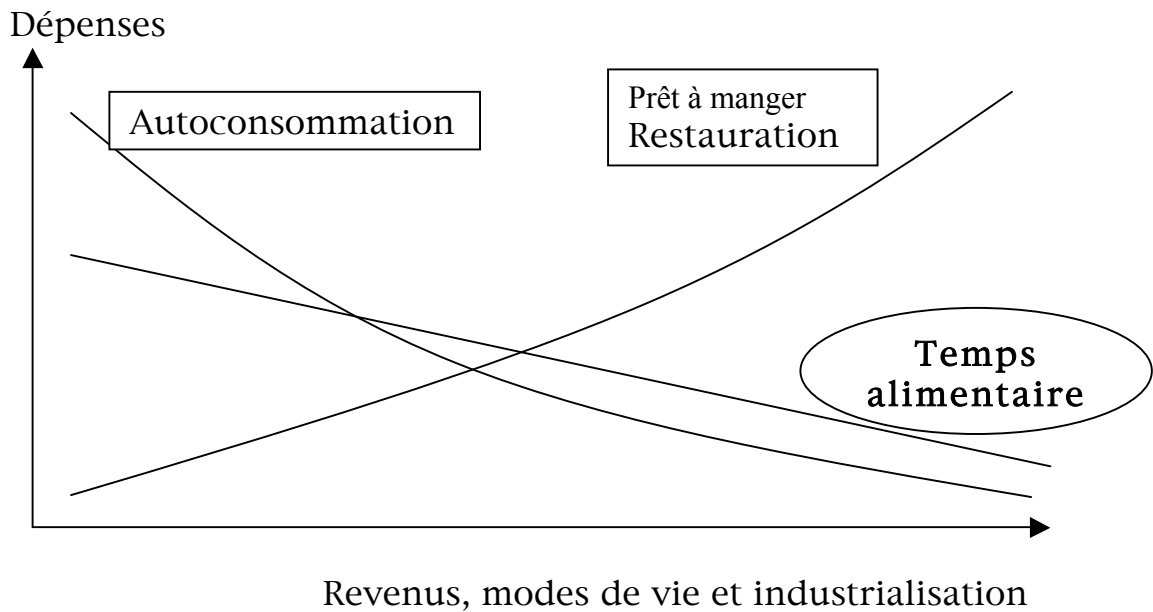 Dépenses
Autoconsommation
Prêt à manger
Restauration
Temps
alimentaire
Revenus, modes de vie et industrialisation